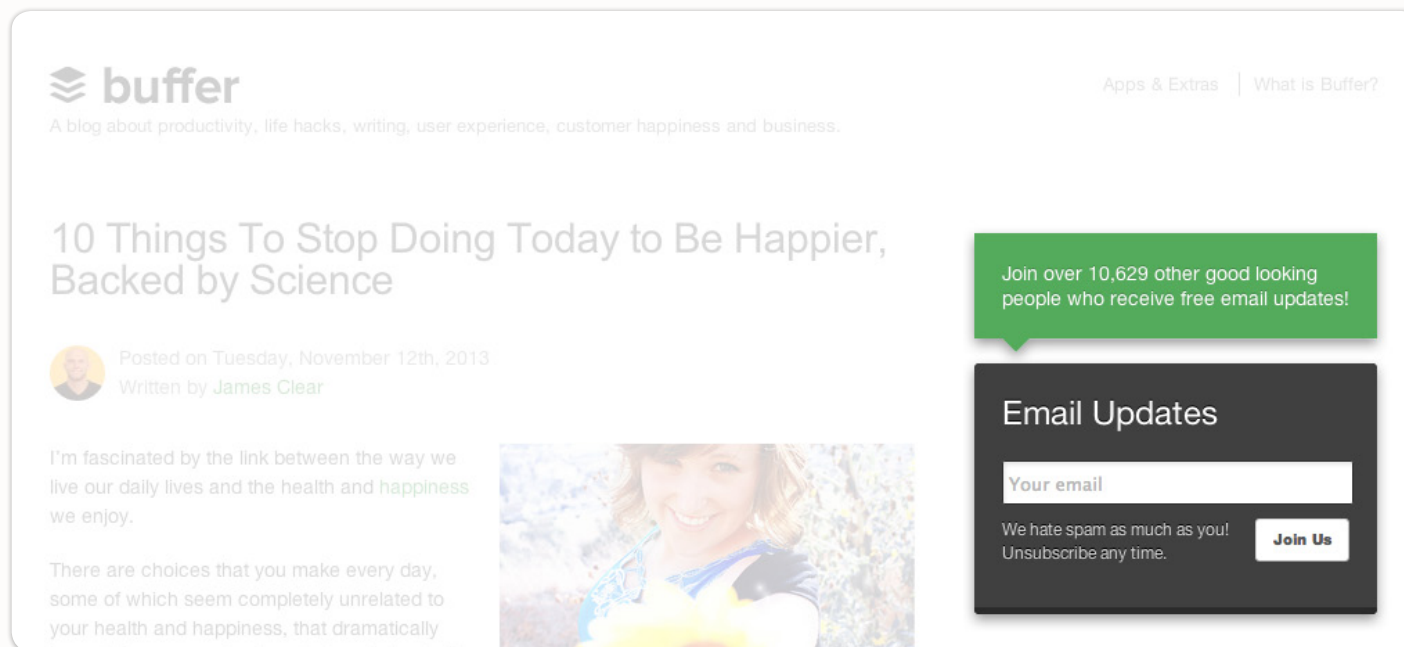 buffer
Apps & Extras
What is Buffer?
A blog about productivity, life hacks, writing, user experience, customer happiness and business.
10 Things To Stop Doing Today to Be Happier,
Backed by Science
Posted on Tuesday, November 12th, 2013
Written by James Clear
I'm fascinated by the link between the way we
live our daily lives and the health and happiness
we enjoy.
There are choices that you make every day,
some of which seem completely unrelated to
your health and happiness, that dramatically
Join over 10,629 other good looking
people who receive free email updates!
Email Updates
Your email
We hate spam as much as you!
Unsubscribe any time.
Join Us